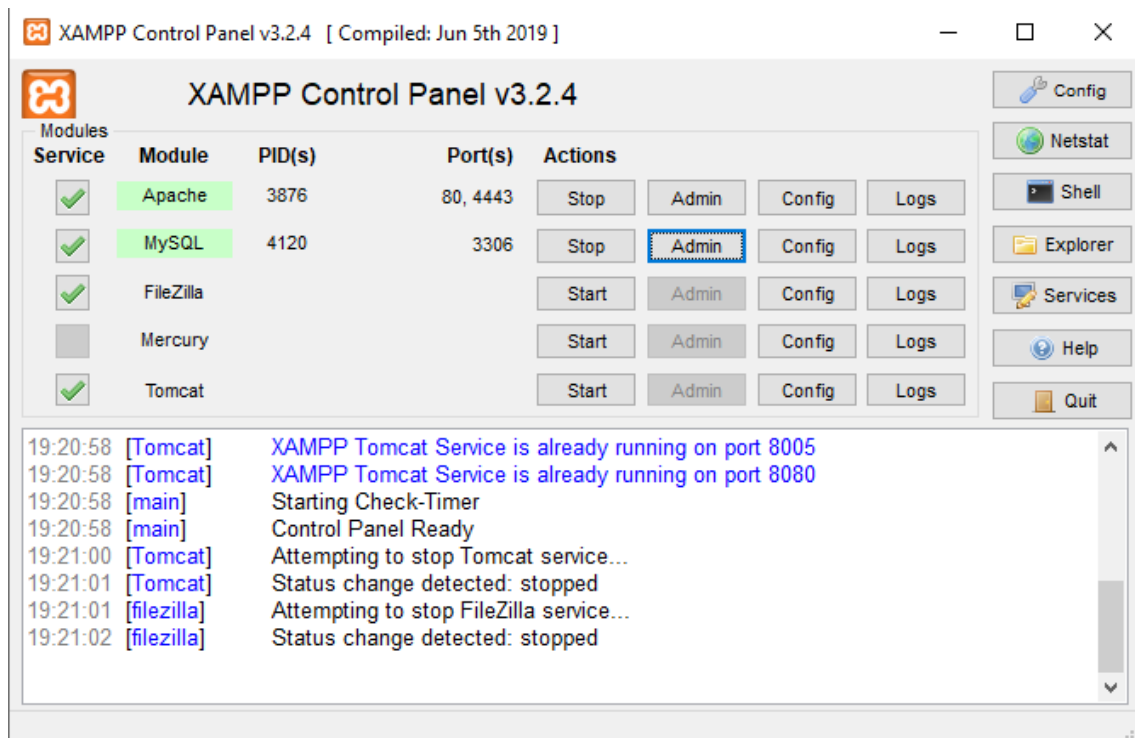 XAMPP Control Panel v3.2.4 [ Compiled: Jun 5th 2019 ]
XAMPP Control Panel v3.2.4
Config
Modules
Service Module PID(s) Port(s) Actions
Netstat
Apache 3876 80, 4443 Stop Admin Config Logs
Shell
MySQL 4120 3306 Stop Admin Config Logs
Explorer
FileZilla Start Admin Config Logs
Services
Mercury Start Admin Config Logs
Help
Tomcat Start Admin Config Logs
Quit
19:20:58 [Tomcat] XAMPP Tomcat Service is already running on port 8005
19:20:58 [Tomcat] XAMPP Tomcat Service is already running on port 8080
19:20:58 [main] Starting Check-Timer
19:20:58 [main] Control Panel Ready
19:21:00 [Tomcat] Attempting to stop Tomcat service...
19:21:01 [Tomcat] Status change detected: stopped
19:21:01 [filezilla] Attempting to stop FileZilla service...
19:21:02 [filezilla] Status change detected: stopped